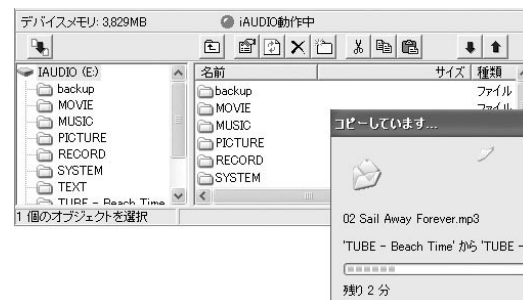 デバイスメモリ: 3,829MB
iAUDIO動作中
IAUDIO (E:)
backup
MOVIE
MUSIC
PICTURE
RECORD
SYSTEM
TEXT
TUBE - Beach Time
名前 サイズ 種類
backup ファイル
MOVIE ファイル
MUSIC
PICTURE
RECORD
SYSTEM
1 個のオブジェクトを選択
コピーしています...
02 Sail Away Forever.mp3
'TUBE - Beach Time' から 'TUBE -
残り 2 分